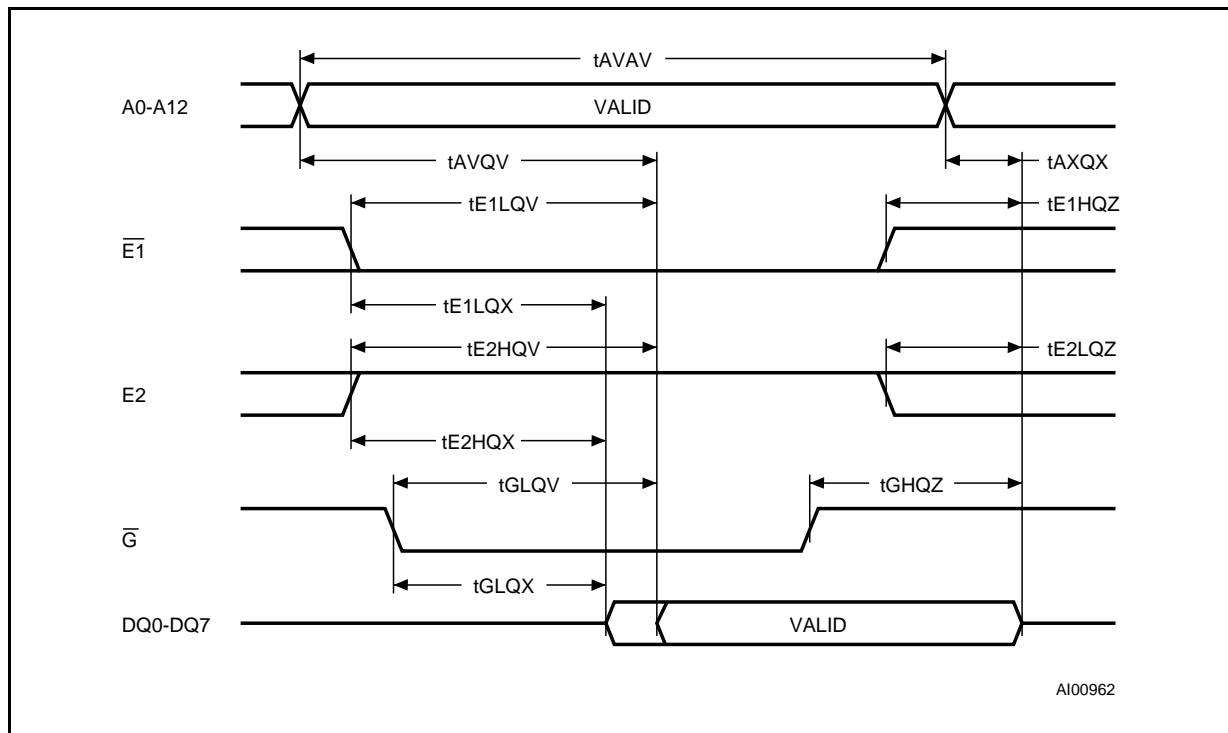 tAVAV
A0-A12 VALID
tAVQV tAXQX
tE1LQV tE1HQZ
E1
tE1LQX
tE2HQV tE2LQZ
E2
tE2HQX
tGLQV tGHQZ
G
tGLQX
DQ0-DQ7 VALID
AI00962